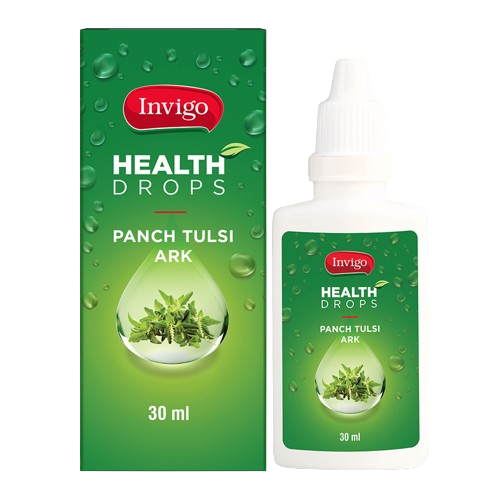 Invigo
HEALTH
DROPS
PANCH TULSI
ARK
30 ml
Invigo
HEALTH
DROPS
PANCH TULSI
ARK
30 ml